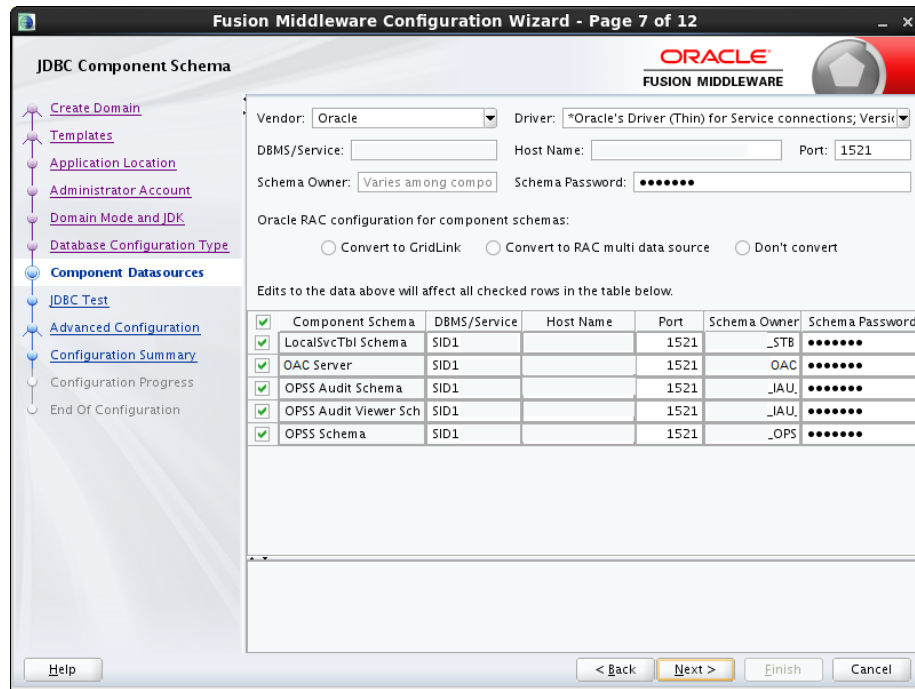 Fusion Middleware Configuration Wizard - Page 7 of 12
JDBC Component Schema
ORACLE
FUSION MIDDLEWARE
Create Domain
Templates
Application Location
Administrator Account
Domain Mode and JDK
Database Configuration Type
Component Datasources
JDBC Test
Advanced Configuration
Configuration Summary
Configuration Progress
End Of Configuration
Vendor: Oracle Driver: *Oracle's Driver (Thin) for Service connections; Versic
DBMS/Service: Host Name: Port: 1521
Schema Owner: Varies among compo Schema Password: •••••••
Oracle RAC configuration for component schemas:
Convert to GridLink Convert to RAC multi data source Don't convert
Edits to the data above will affect all checked rows in the table below.
Component Schema DBMS/Service Host Name Port Schema Owner Schema Password
LocalSvcTbl Schema SID1 1521 _STB •••••••
OAC Server SID1 1521 OAC •••••••
OPSS Audit Schema SID1 1521 _IAU_ •••••••
OPSS Audit Viewer Sch SID1 1521 _IAU_ •••••••
OPSS Schema SID1 1521 _OPS •••••••
Help < Back Next > Finish Cancel